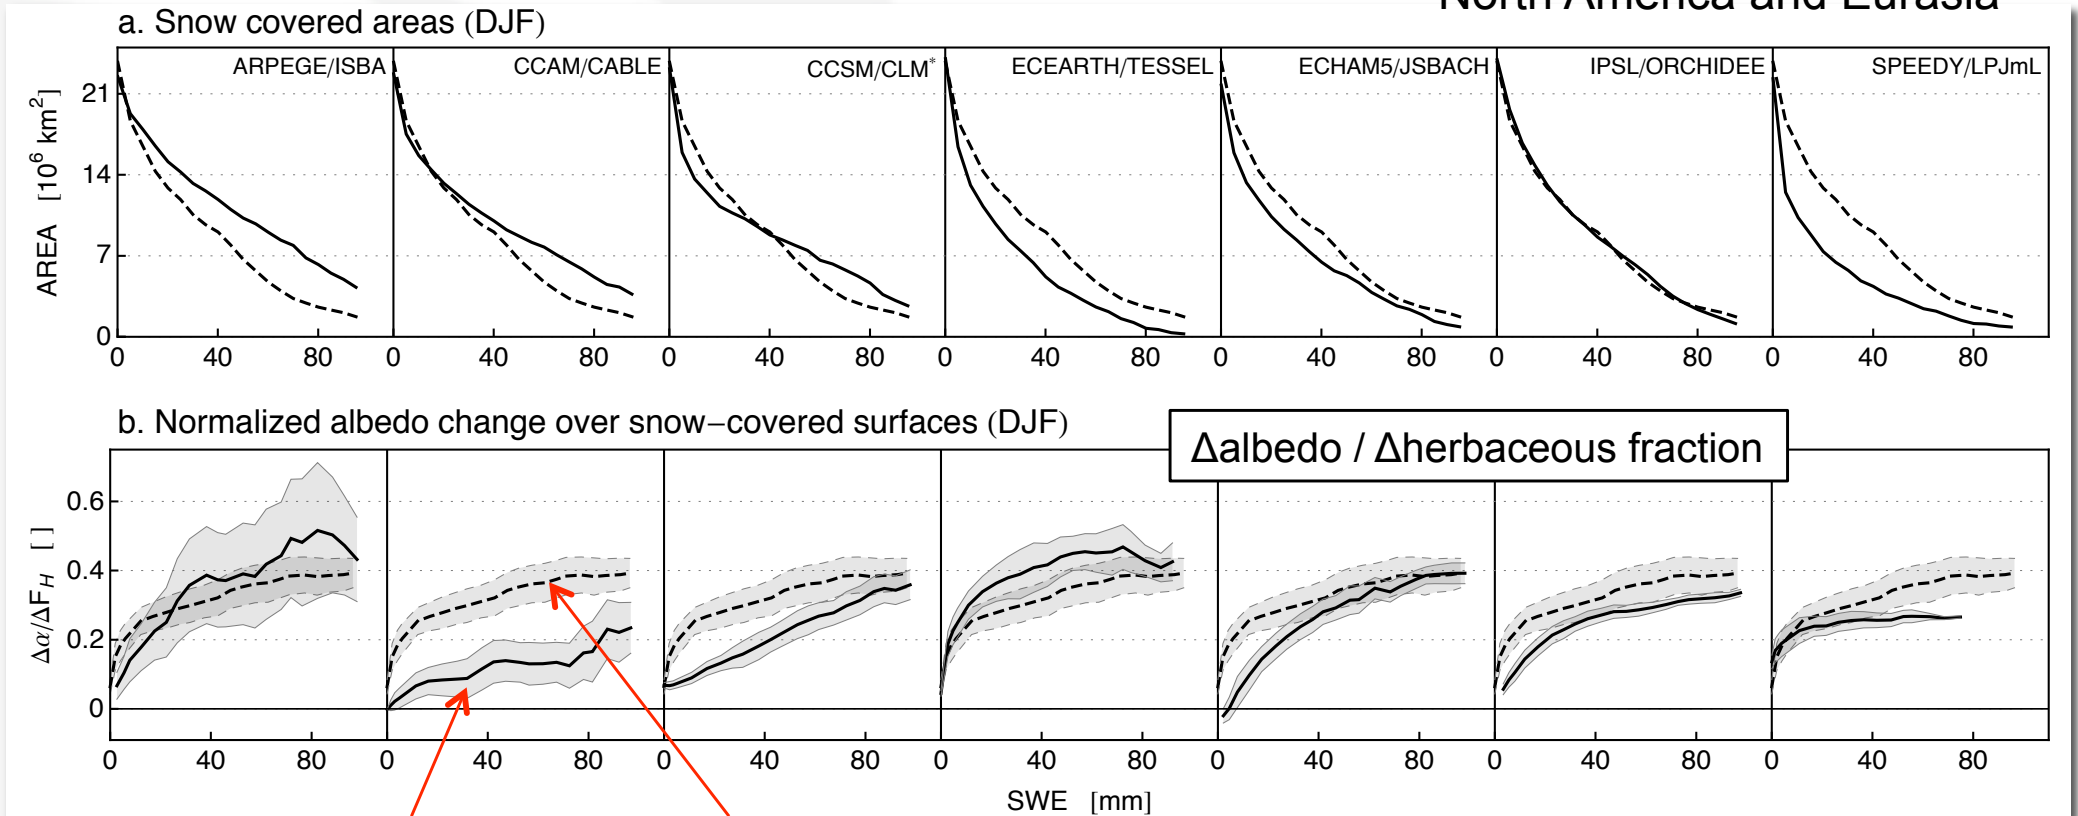 North America and Eurasia
a. Snow covered areas (DJF)
ARPEGE/ISBA CCAM/CABLE CCSM/CLM* ECEARTH/TESSEL ECHAM5/JSBACH IPSL/ORCHIDEE SPEEDY/LPJmL
AREA [10⁶ km²]
21
14
7
0
0 40 80 0 40 80 0 40 80 0 40 80 0 40 80 0 40 80 0 40 80
b. Normalized albedo change over snow−covered surfaces (DJF)
Δalbedo / Δherbaceous fraction
Δα/ΔF_H [ ]
0.6
0.4
0.2
0
0 40 80 0 40 80 0 40 80 0 40 80 0 40 80 0 40 80 0 40 80
SWE [mm]